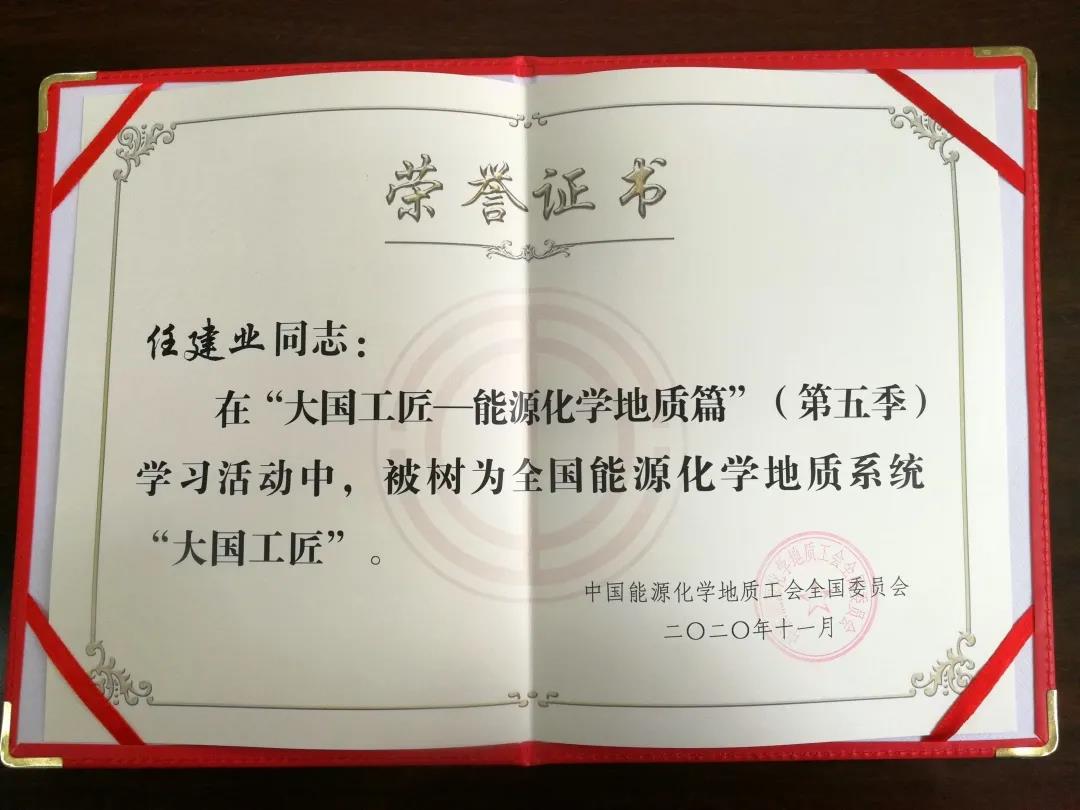 荣誉证书
任建业同志：
在“大国工匠—能源化学地质篇”（第五季）
学习活动中，被树为全国能源化学地质系统
“大国工匠”。
中国能源化学地质工会全国委员会
二〇二〇年十一月